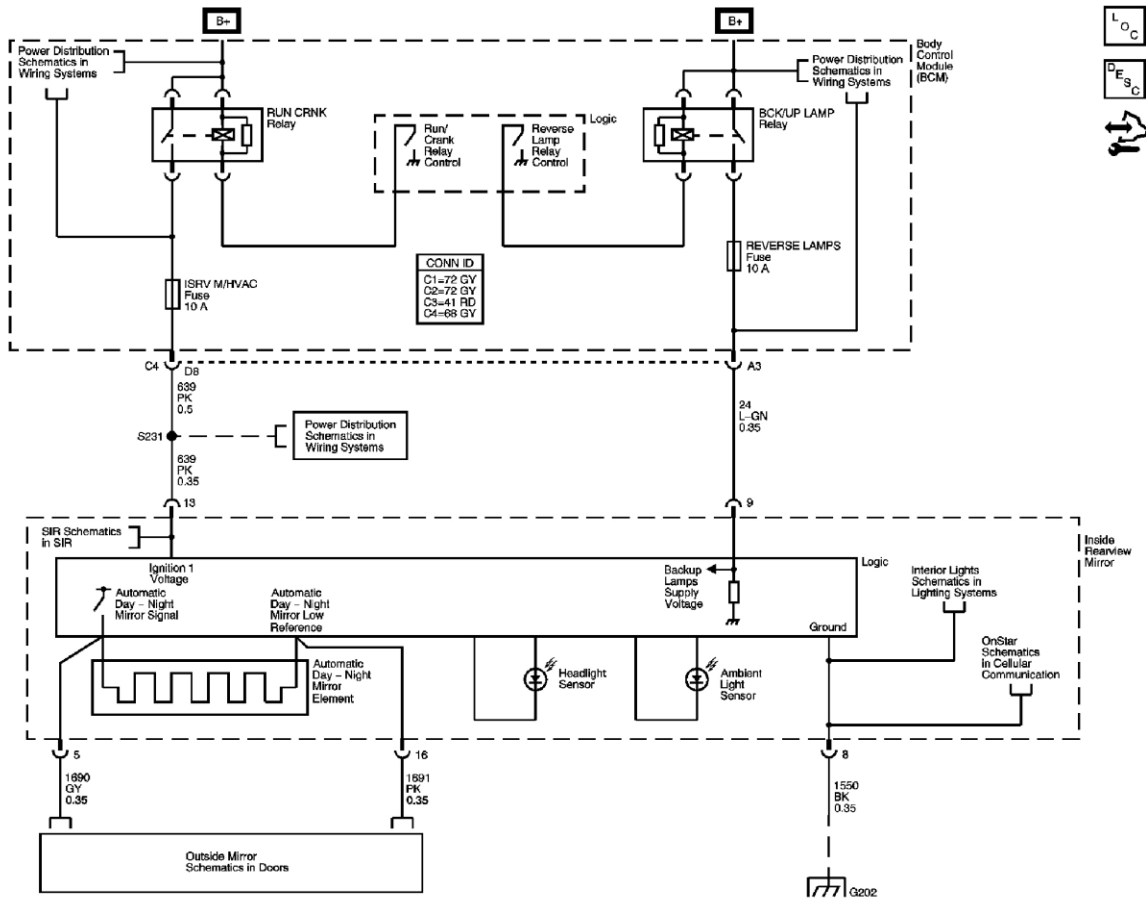 B+
B+
L O C
D E S C
Power Distribution
Schematics in
Wiring Systems
Power Distribution
Schematics in
Wiring Systems
Body
Control
Module
(BCM)
RUN CRNK
Relay
Logic
Run/
Crank
Relay
Control
Reverse
Lamp
Relay
Control
BCK/UP LAMP
Relay
ISRV M/HVAC
Fuse
10 A
CONN ID
C1=72 GY
C2=72 GY
C3=41 RD
C4=68 GY
REVERSE LAMPS
Fuse
10 A
C4
D8
A3
639
PK
0.5
24
L-GN
0.35
S231
Power Distribution
Schematics in
Wiring Systems
639
PK
0.35
13
9
SIR Schematics
in SIR
Inside
Rearview
Mirror
Ignition 1
Voltage
Logic
Automatic
Day – Night
Mirror Signal
Automatic
Day – Night
Mirror Low
Reference
Backup
Lamps
Supply
Voltage
Ground
Interior Lights
Schematics in
Lighting Systems
OnStar
Schematics
in Cellular
Communication
Automatic
Day – Night
Mirror
Element
Headlight
Sensor
Ambient
Light
Sensor
5
16
8
1690
GY
0.35
1691
PK
0.35
1550
BK
0.35
Outside Mirror
Schematics in Doors
G202